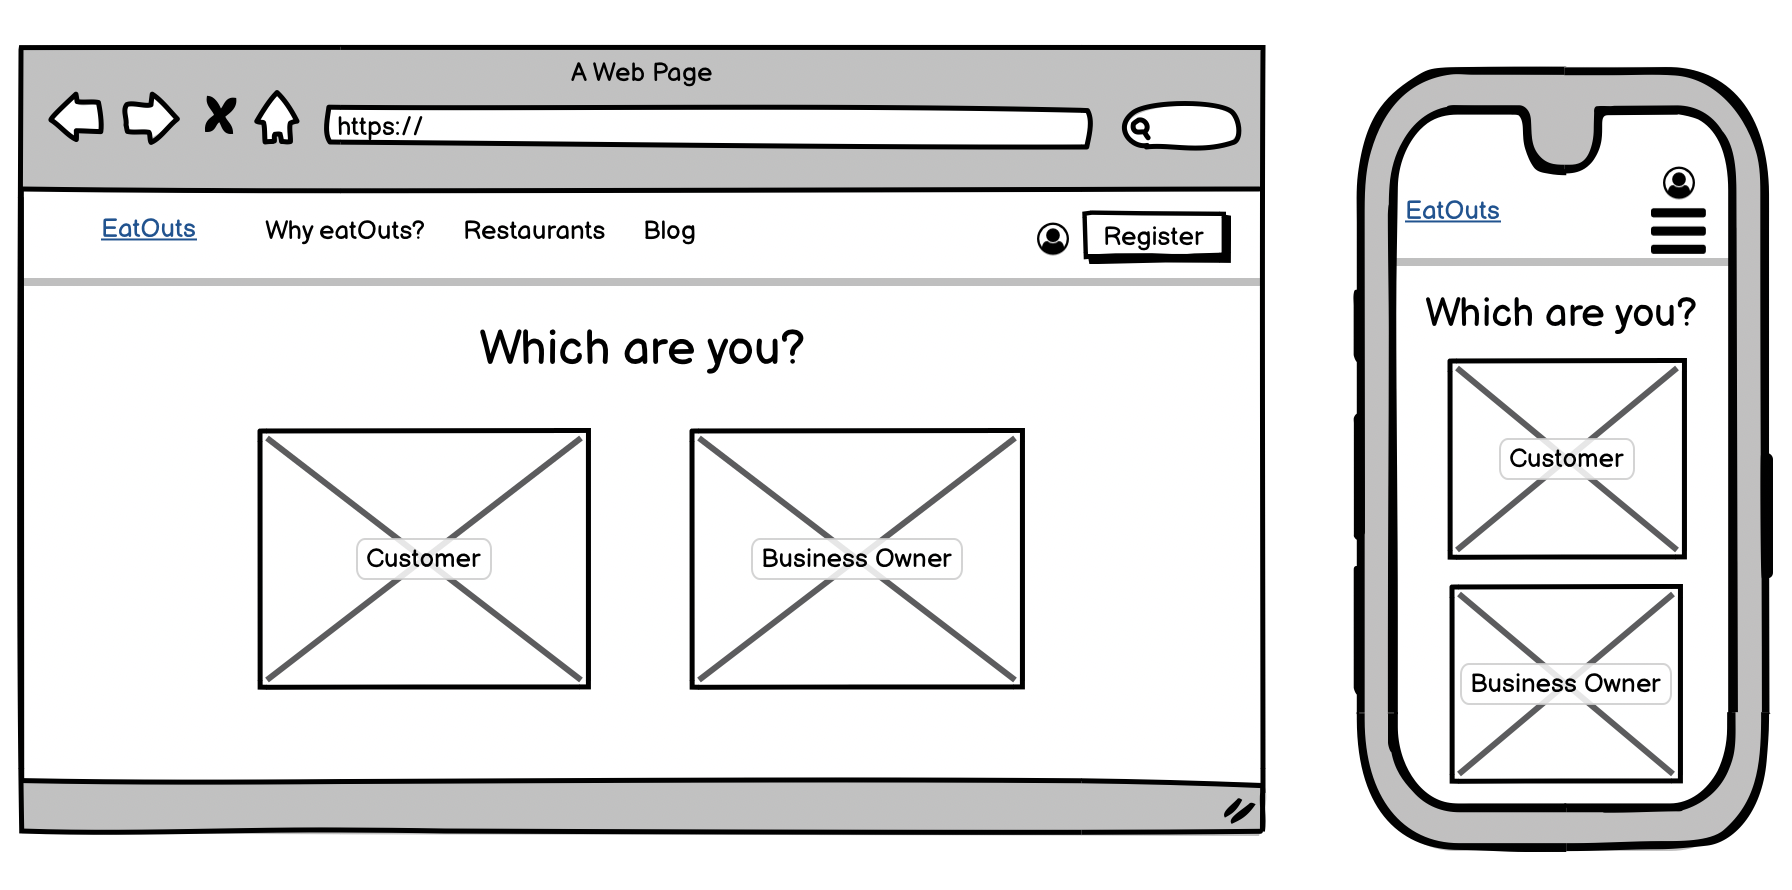 A Web Page
https://
EatOuts Why eatOuts? Restaurants Blog Register
Which are you?
Customer Business Owner
EatOuts
Which are you?
Customer
Business Owner